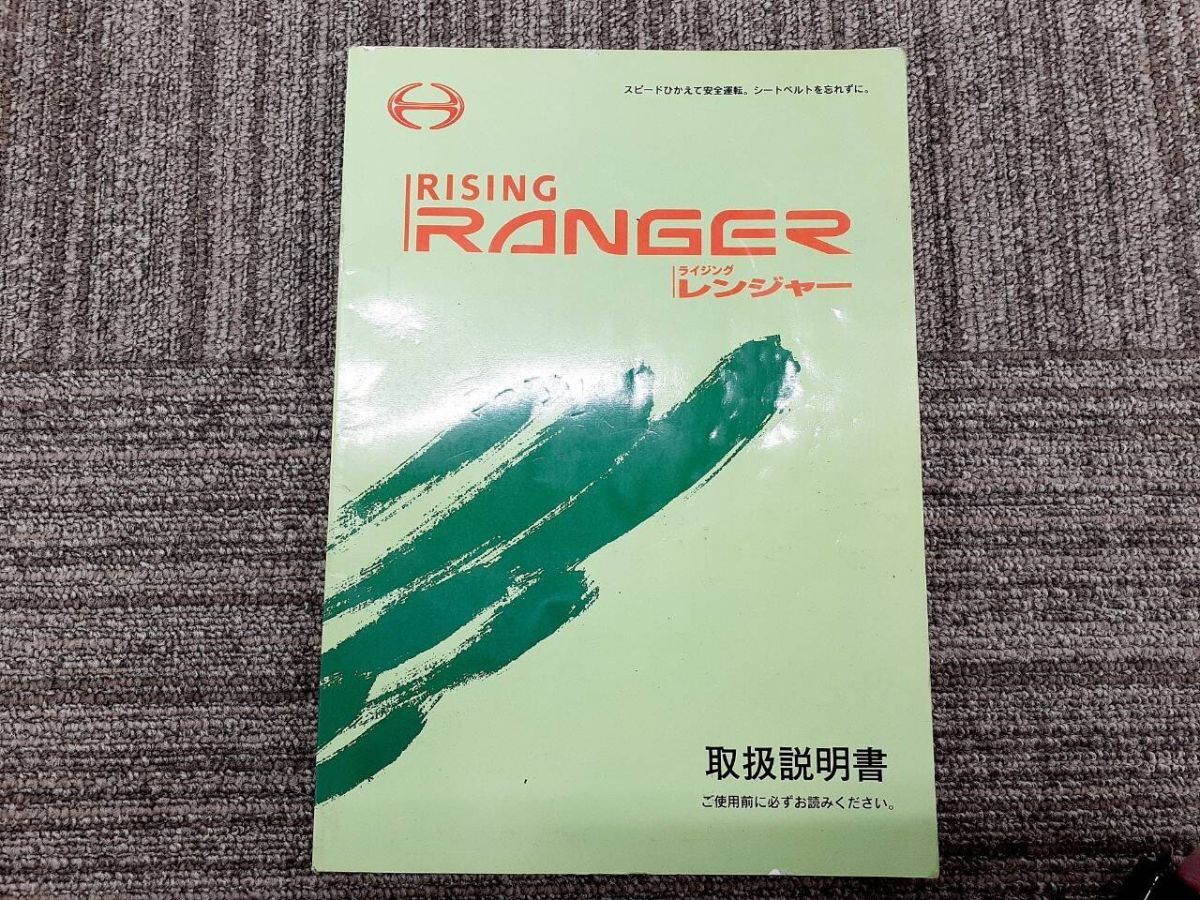 スピードひかえて安全運転。シートベルトを忘れずに。
RISING
RANGER
ライジング
レンジャー
取扱説明書
ご使用前に必ずお読みください。